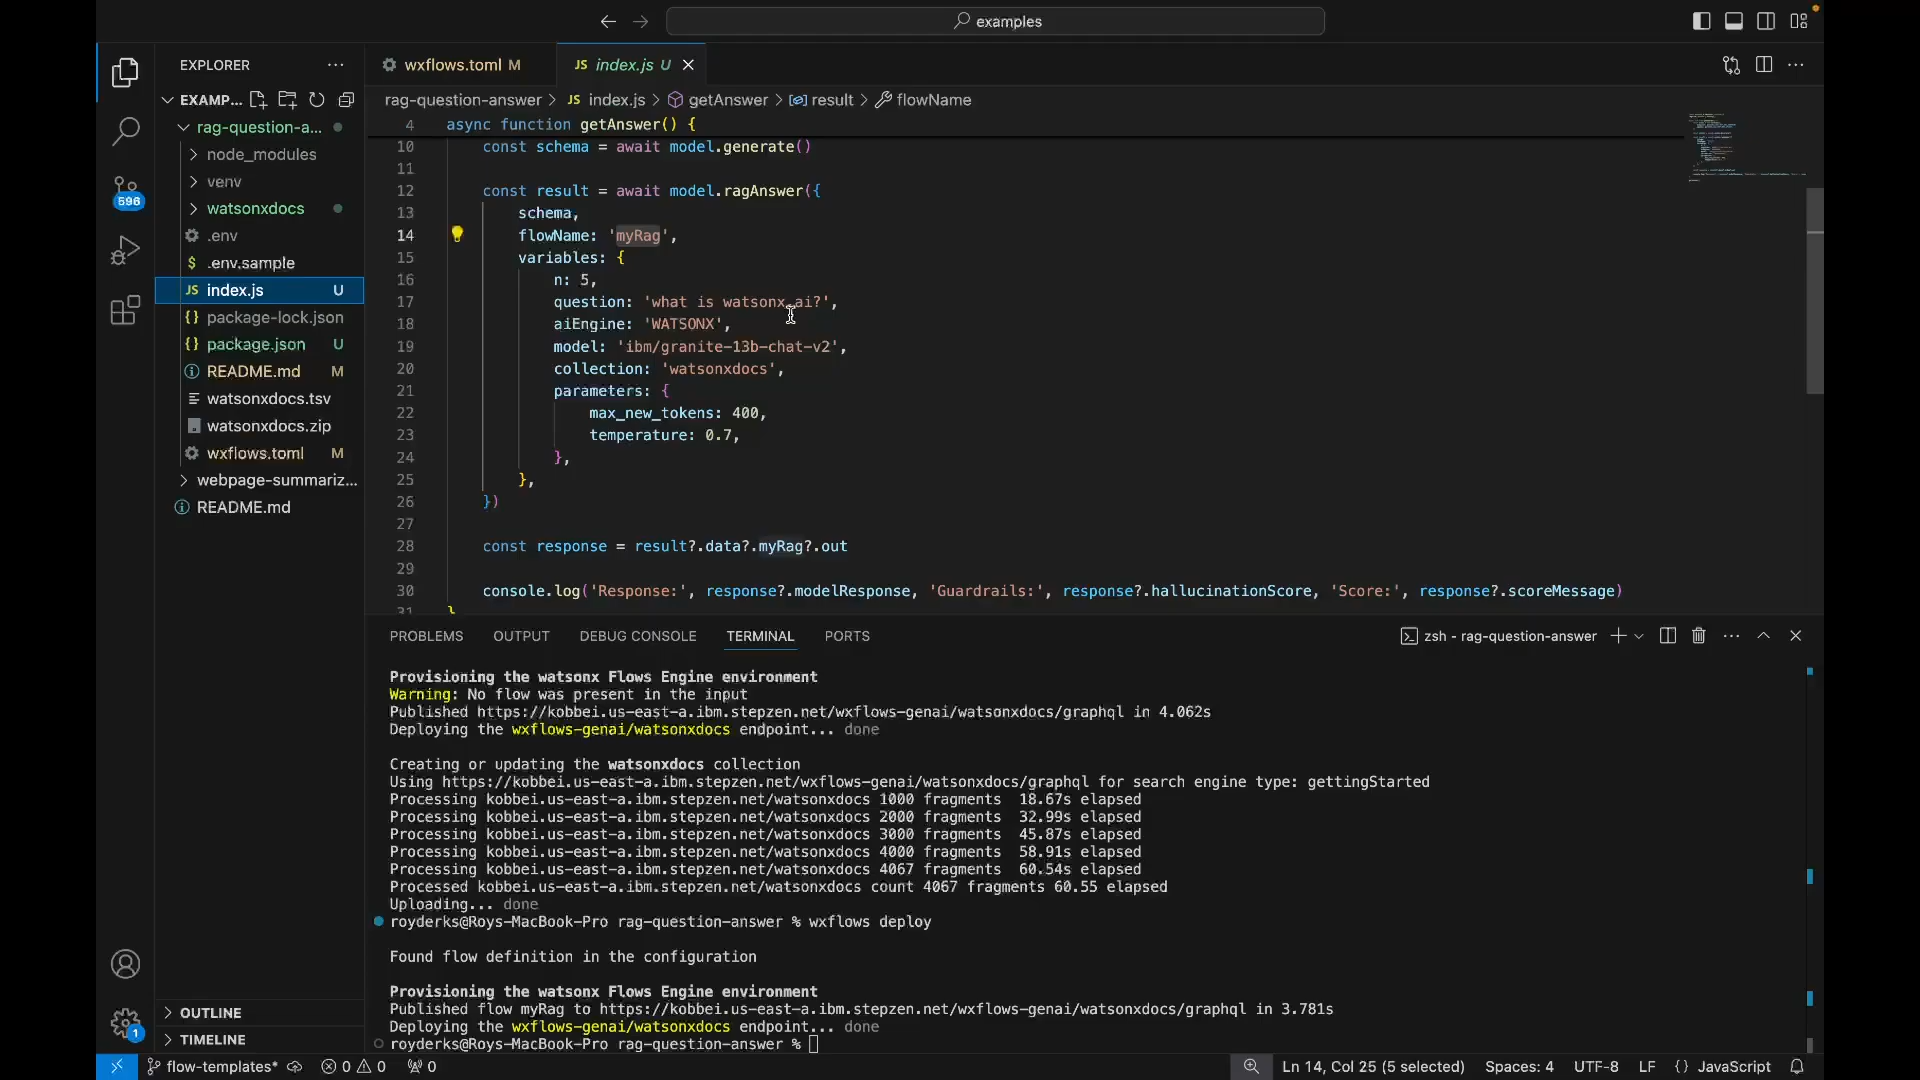 examples
EXPLORER
wxflows.toml M
JS index.js U
EXAMP...
rag-question-answer > JS index.js > getAnswer > result > flowName
rag-question-a...
node_modules
venv
watsonxdocs
.env
$ .env.sample
JS index.js U
{} package-lock.json
{} package.json U
README.md M
watsonxdocs.tsv
watsonxdocs.zip
wxflows.toml M
webpage-summariz...
README.md
OUTLINE
TIMELINE
596
1
4 async function getAnswer() {
10 const schema = await model.generate()
11
12 const result = await model.ragAnswer({
13 schema,
14 flowName: 'myRag',
15 variables: {
16 n: 5,
17 question: 'what is watsonx.ai?',
18 aiEngine: 'WATSONX',
19 model: 'ibm/granite-13b-chat-v2',
20 collection: 'watsonxdocs',
21 parameters: {
22 max_new_tokens: 400,
23 temperature: 0.7,
24 },
25 },
26 })
27
28 const response = result?.data?.myRag?.out
29
30 console.log('Response:', response?.modelResponse, 'Guardrails:', response?.hallucinationScore, 'Score:', response?.scoreMessage)
31 }
PROBLEMS OUTPUT DEBUG CONSOLE TERMINAL PORTS
zsh - rag-question-answer
Provisioning the watsonx Flows Engine environment
Warning: No flow was present in the input
Published https://kobbei.us-east-a.ibm.stepzen.net/wxflows-genai/watsonxdocs/graphql in 4.062s
Deploying the wxflows-genai/watsonxdocs endpoint... done
Creating or updating the watsonxdocs collection
Using https://kobbei.us-east-a.ibm.stepzen.net/wxflows-genai/watsonxdocs/graphql for search engine type: gettingStarted
Processing kobbei.us-east-a.ibm.stepzen.net/watsonxdocs 1000 fragments 18.67s elapsed
Processing kobbei.us-east-a.ibm.stepzen.net/watsonxdocs 2000 fragments 32.99s elapsed
Processing kobbei.us-east-a.ibm.stepzen.net/watsonxdocs 3000 fragments 45.87s elapsed
Processing kobbei.us-east-a.ibm.stepzen.net/watsonxdocs 4000 fragments 58.91s elapsed
Processing kobbei.us-east-a.ibm.stepzen.net/watsonxdocs 4067 fragments 60.54s elapsed
Processed kobbei.us-east-a.ibm.stepzen.net/watsonxdocs count 4067 fragments 60.55 elapsed
Uploading... done
royderks@Roys-MacBook-Pro rag-question-answer % wxflows deploy
Found flow definition in the configuration
Provisioning the watsonx Flows Engine environment
Published flow myRag to https://kobbei.us-east-a.ibm.stepzen.net/wxflows-genai/watsonxdocs/graphql in 3.781s
Deploying the wxflows-genai/watsonxdocs endpoint... done
royderks@Roys-MacBook-Pro rag-question-answer %
flow-templates* 0 0 0
Ln 14, Col 25 (5 selected) Spaces: 4 UTF-8 LF {} JavaScript